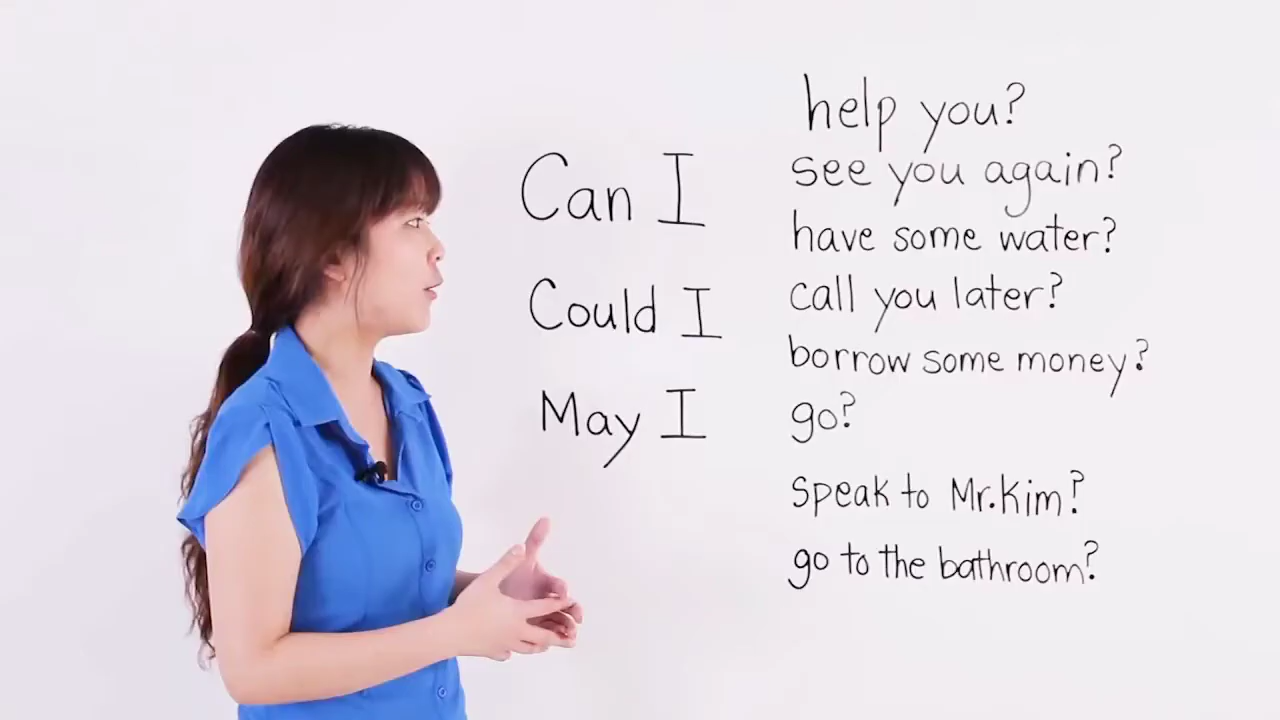 Can I
Could I
May I
help you?
see you again?
have some water?
call you later?
borrow some money?
go?
speak to Mr. Kim?
go to the bathroom?